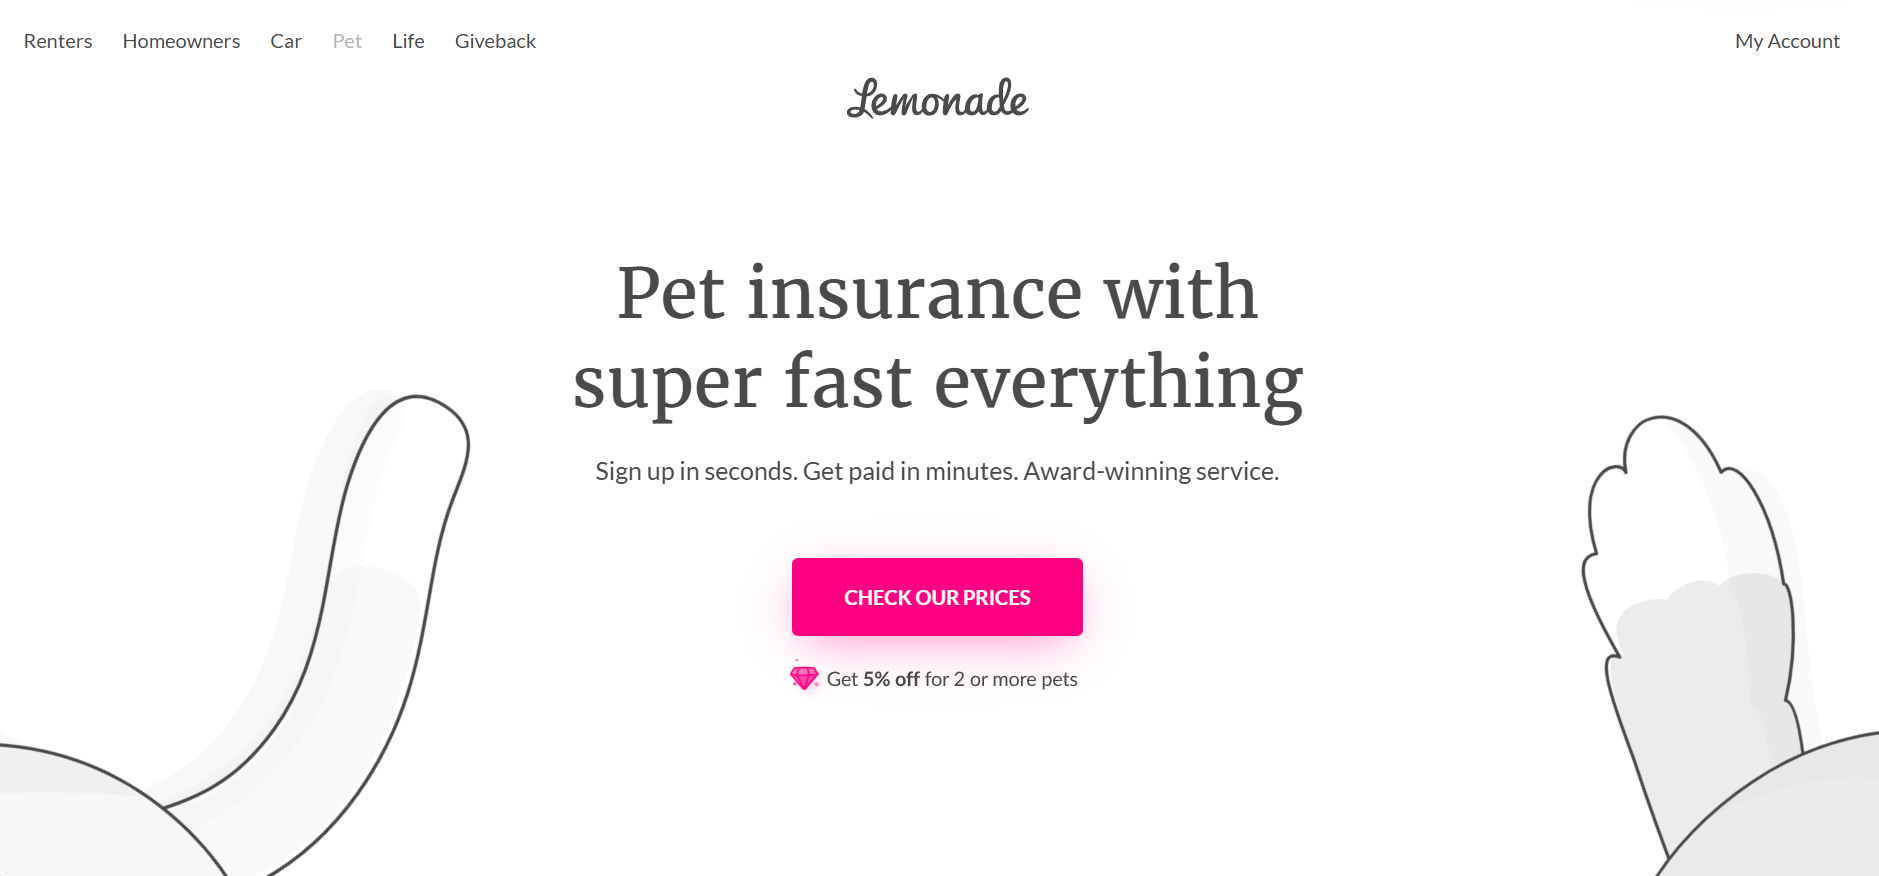 Renters Homeowners Car Pet Life Giveback My Account
Lemonade
Pet insurance with
super fast everything
Sign up in seconds. Get paid in minutes. Award-winning service.
CHECK OUR PRICES
Get 5% off for 2 or more pets